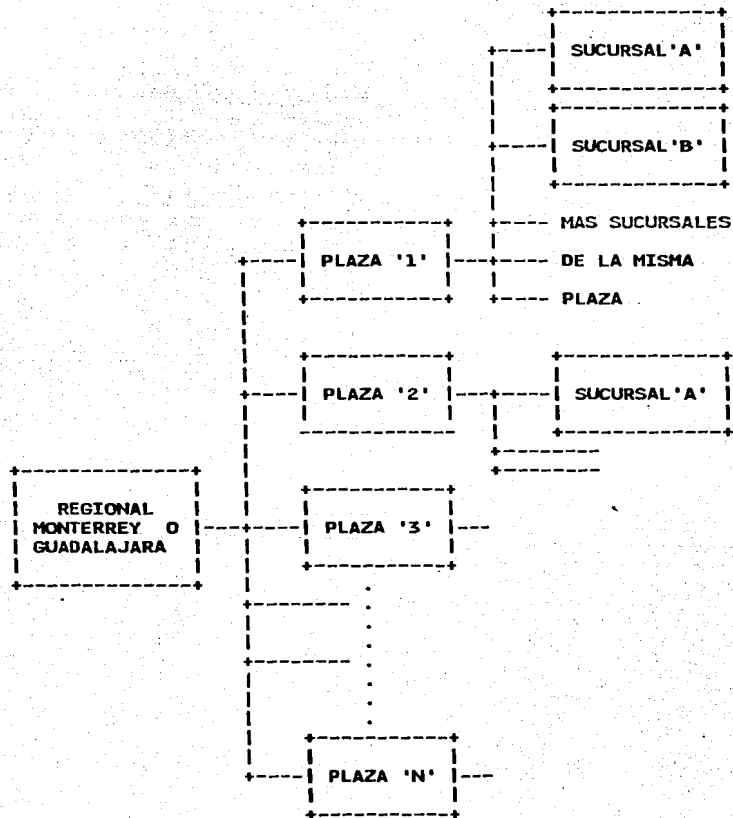 SUCURSAL'A'
SUCURSAL'B'
MAS SUCURSALES
PLAZA '1'
DE LA MISMA
PLAZA
PLAZA '2'
SUCURSAL'A'
REGIONAL
MONTERREY O
GUADALAJARA
PLAZA '3'
PLAZA 'N'